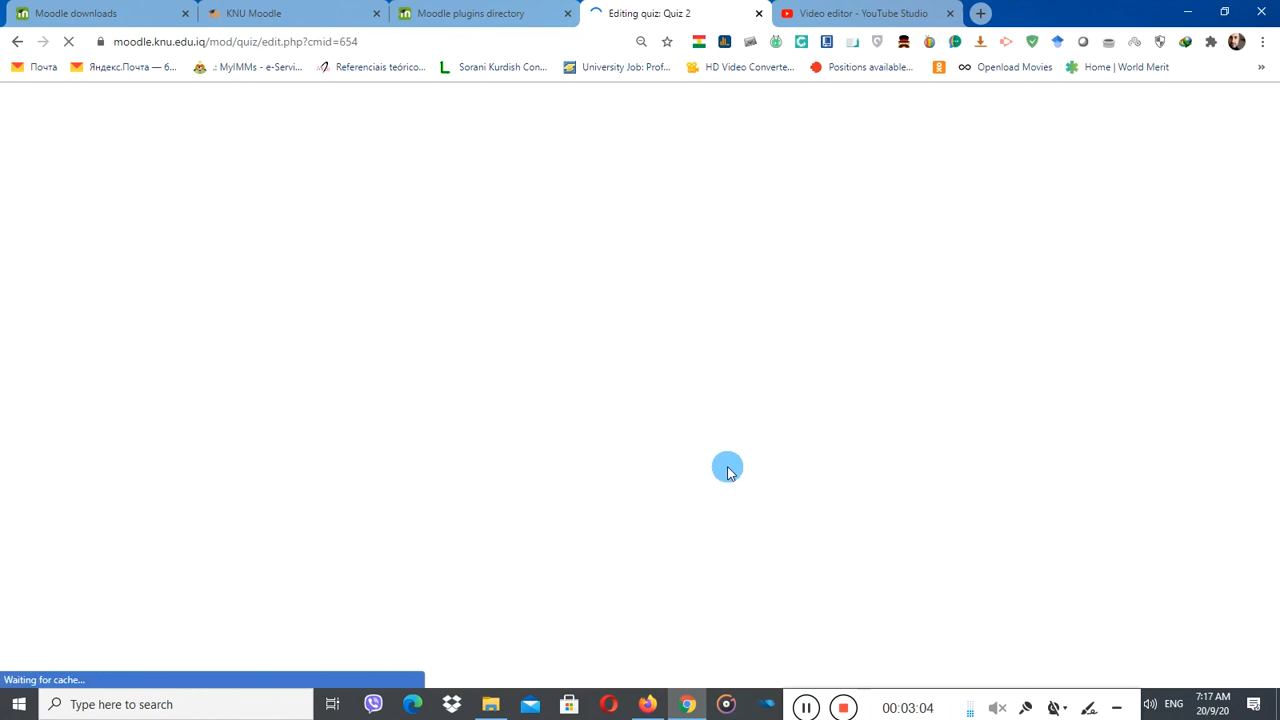 Moodle downloads
KNU Moodle
Moodle plugins directory
Editing quiz: Quiz 2
Video editor - YouTube Studio
moodle.knu.edu.iq/mod/quiz/edit.php?cmid=654
Почта
Яндекс.Почта — б...
.: MyIMMs - e-Servi...
Referenciais teórico...
Sorani Kurdish Con...
University Job: Prof...
HD Video Converte...
Positions available...
Openload Movies
Home | World Merit
»
Waiting for cache...
Type here to search
00:03:04
ENG
7:17 AM
20/9/20